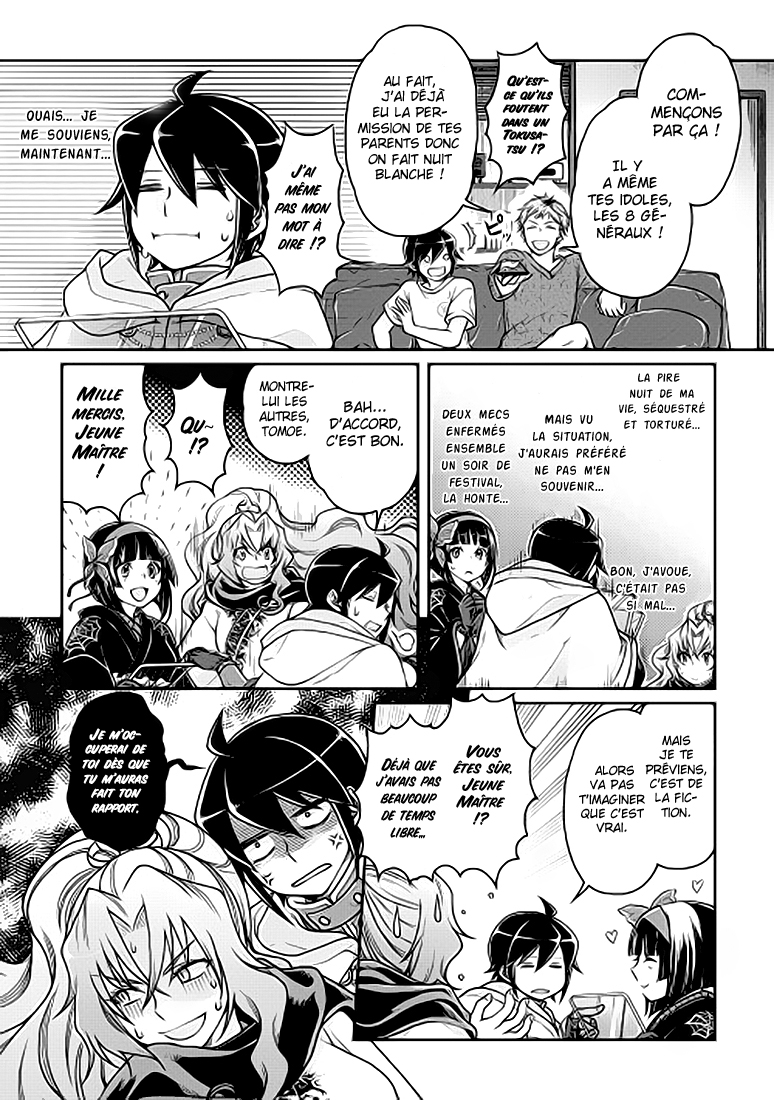 COM-
MENÇONS
PAR ÇA !
IL Y
A MÊME
TES IDOLES,
LES 8 GÉ-
NÉRAUX !
QU'EST-
CE QU'ILS
FOUTENT
DANS UN
TOKUSA-
TSU !?
AU FAIT,
J'AI DÉJÀ
EU LA PER-
MISSION DE TES
PARENTS DONC
ON FAIT NUIT
BLANCHE !
J'AI
MÊME
PAS MON
MOT À
DIRE !?
ピッ
OUAIS... JE
ME SOUVIENS,
MAINTENANT...
LA PIRE
NUIT DE MA
VIE, SÉQUESTRÉ
ET TORTURÉ...
MAIS VU
LA SITUATION,
J'AURAIS PRÉFÉRÉ
NE PAS M'EN
SOUVENIR...
DEUX MECS
ENFERMÉS
ENSEMBLE
UN SOIR DE
FESTIVAL,
LA HONTE...
BON, J'AVOUE,
C'ÉTAIT PAS
SI MAL...
BAH...
D'ACCORD,
C'EST BON.
MONTRE-
LUI LES
AUTRES,
TOMOE.
QU~
!?
MILLE
MERCIS,
JEUNE
MAÎTRE
!
MAIS
JE TE
PRÉVIENS,
C'EST DE
LA FIC-
TION.
ALORS
VA PAS
T'IMAGINER
QUE C'EST
VRAI.
VOUS
ÊTES SÛR,
JEUNE
MAÎTRE
!?
DÉJÀ QUE
J'AVAIS PAS
BEAUCOUP
DE TEMPS
LIBRE...
JE M'OC-
CUPERAI DE
TOI DÈS QUE
TU M'AURAS
FAIT TON
RAPPORT.